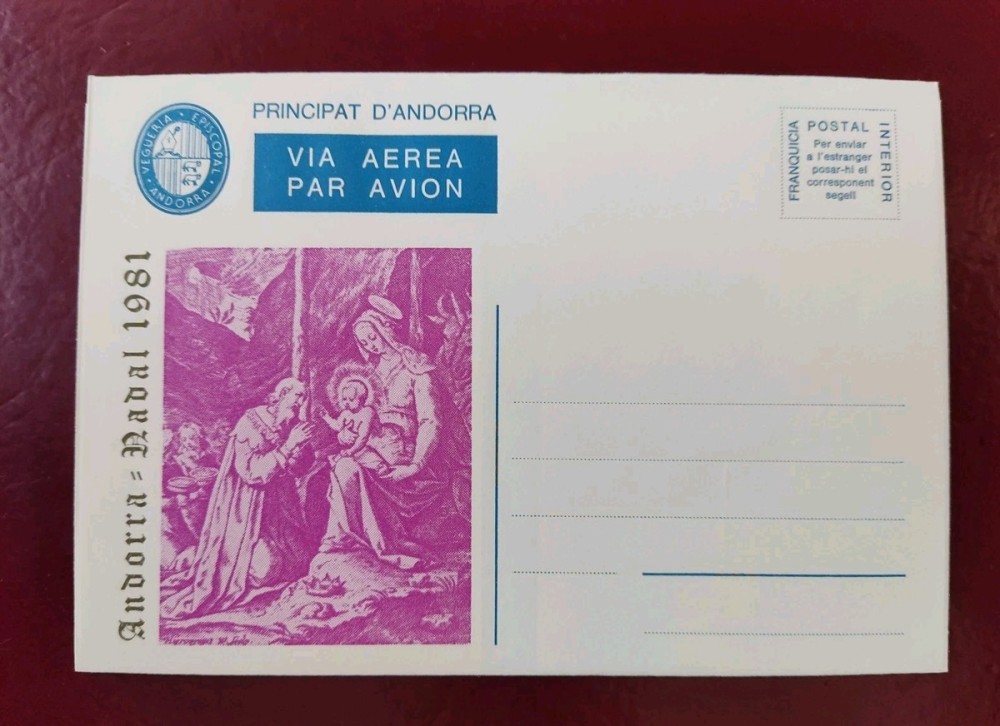 VEGUERIA · EPISCOPAL · ANDORRA ·
PRINCIPAT D'ANDORRA
VIA AEREA
PAR AVION
FRANQUICIA
POSTAL
Per enviar
a l'estranger
posar-hi el
corresponent
segell
INTERIOR
Andorra = Nadal 1981